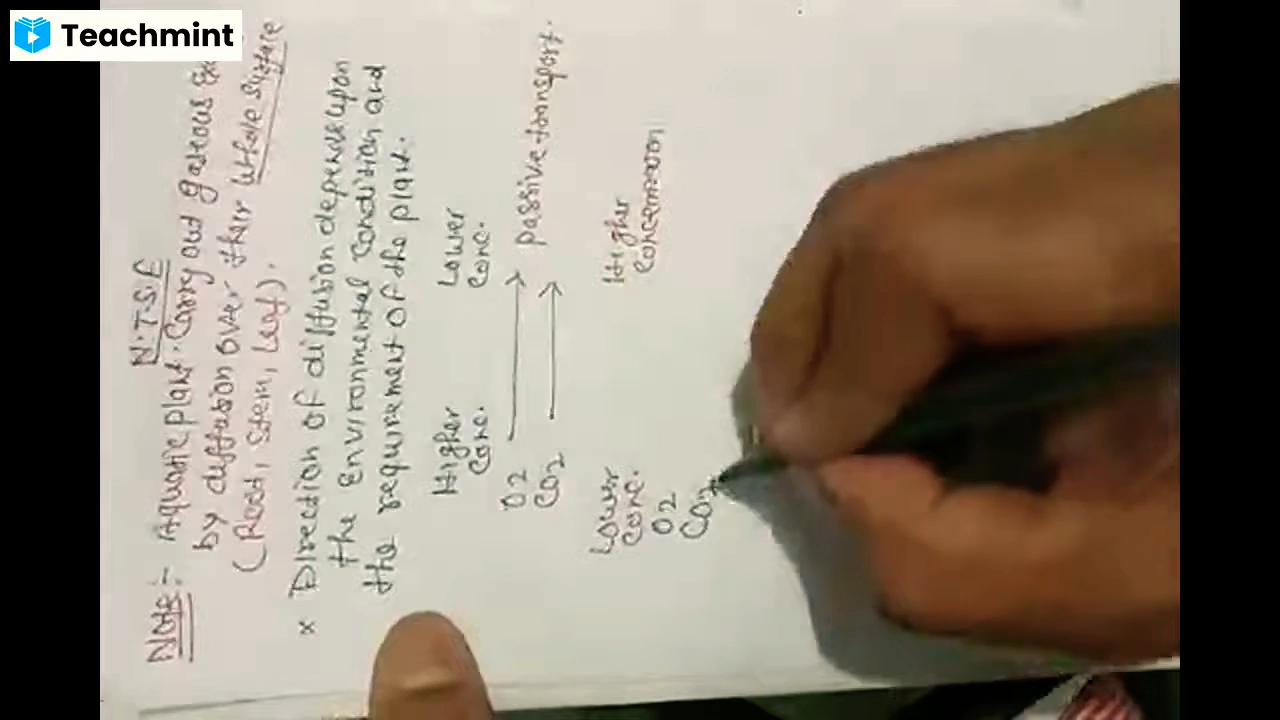 Teachmint
N.T.S.E
Note :- Aquatic plant. Carry out gaseous
by diffusion over their whole surface
(Root, stem, leaf).
x Direction of diffusion depends upon
the environmental condition and
the requirement of the plant.
Higher Conc. Lower Conc.
O2 → passive transport.
CO2 →
Lower Conc. Higher
O2
CO2